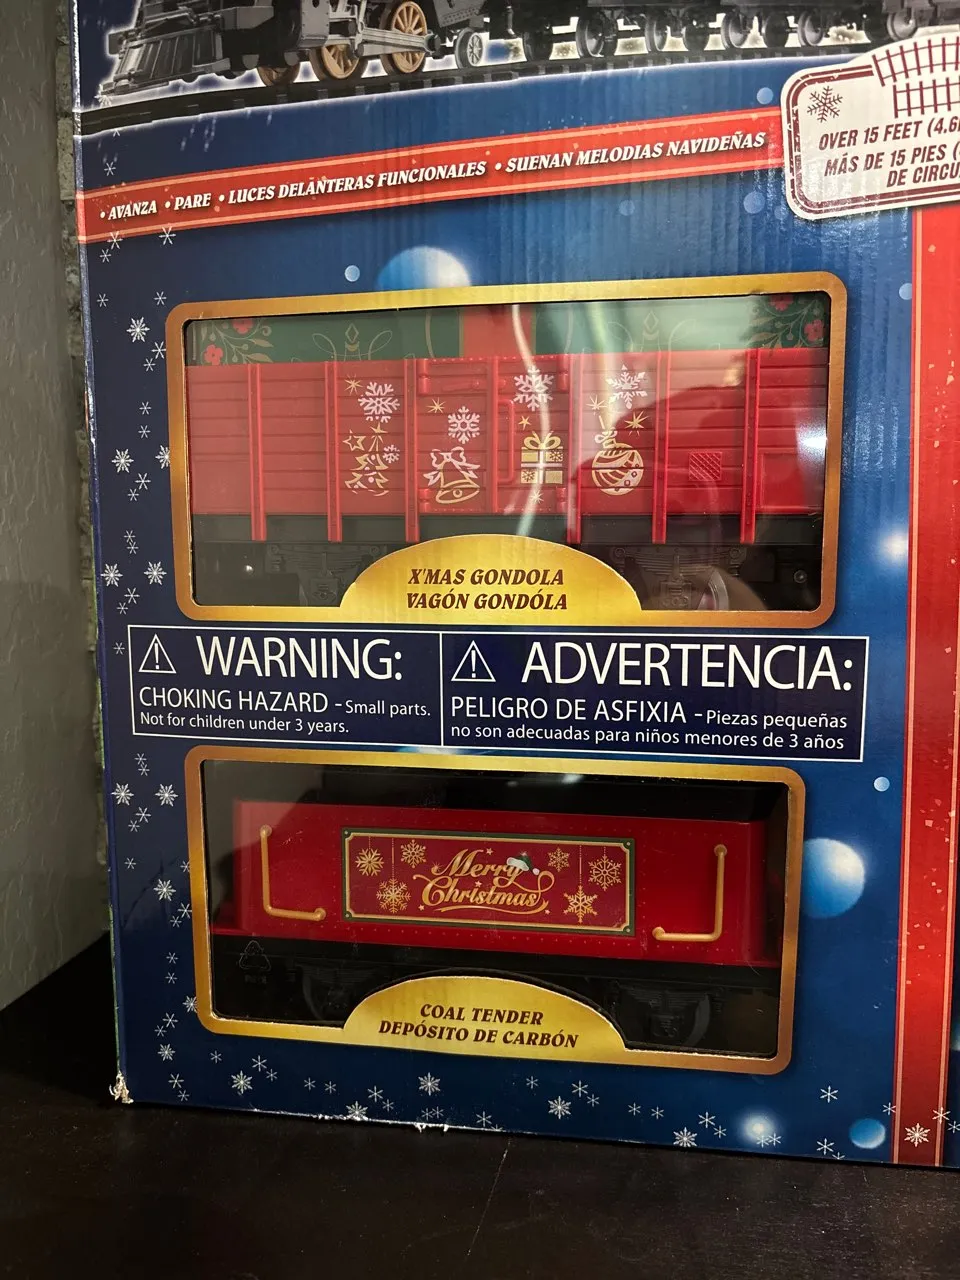 • AVANZA • PARE • LUCES DELANTERAS FUNCIONALES • SUENAN MELODIAS NAVIDEÑAS
OVER 15 FEET (4.6
MÁS DE 15 PIES (
DE CIRCU
X'MAS GONDOLA
VAGÓN GONDÓLA
WARNING:
CHOKING HAZARD - Small parts.
Not for children under 3 years.
ADVERTENCIA:
PELIGRO DE ASFIXIA - Piezas pequeñas
no son adecuadas para niños menores de 3 años
Merry
Christmas
COAL TENDER
DEPÓSITO DE CARBÓN